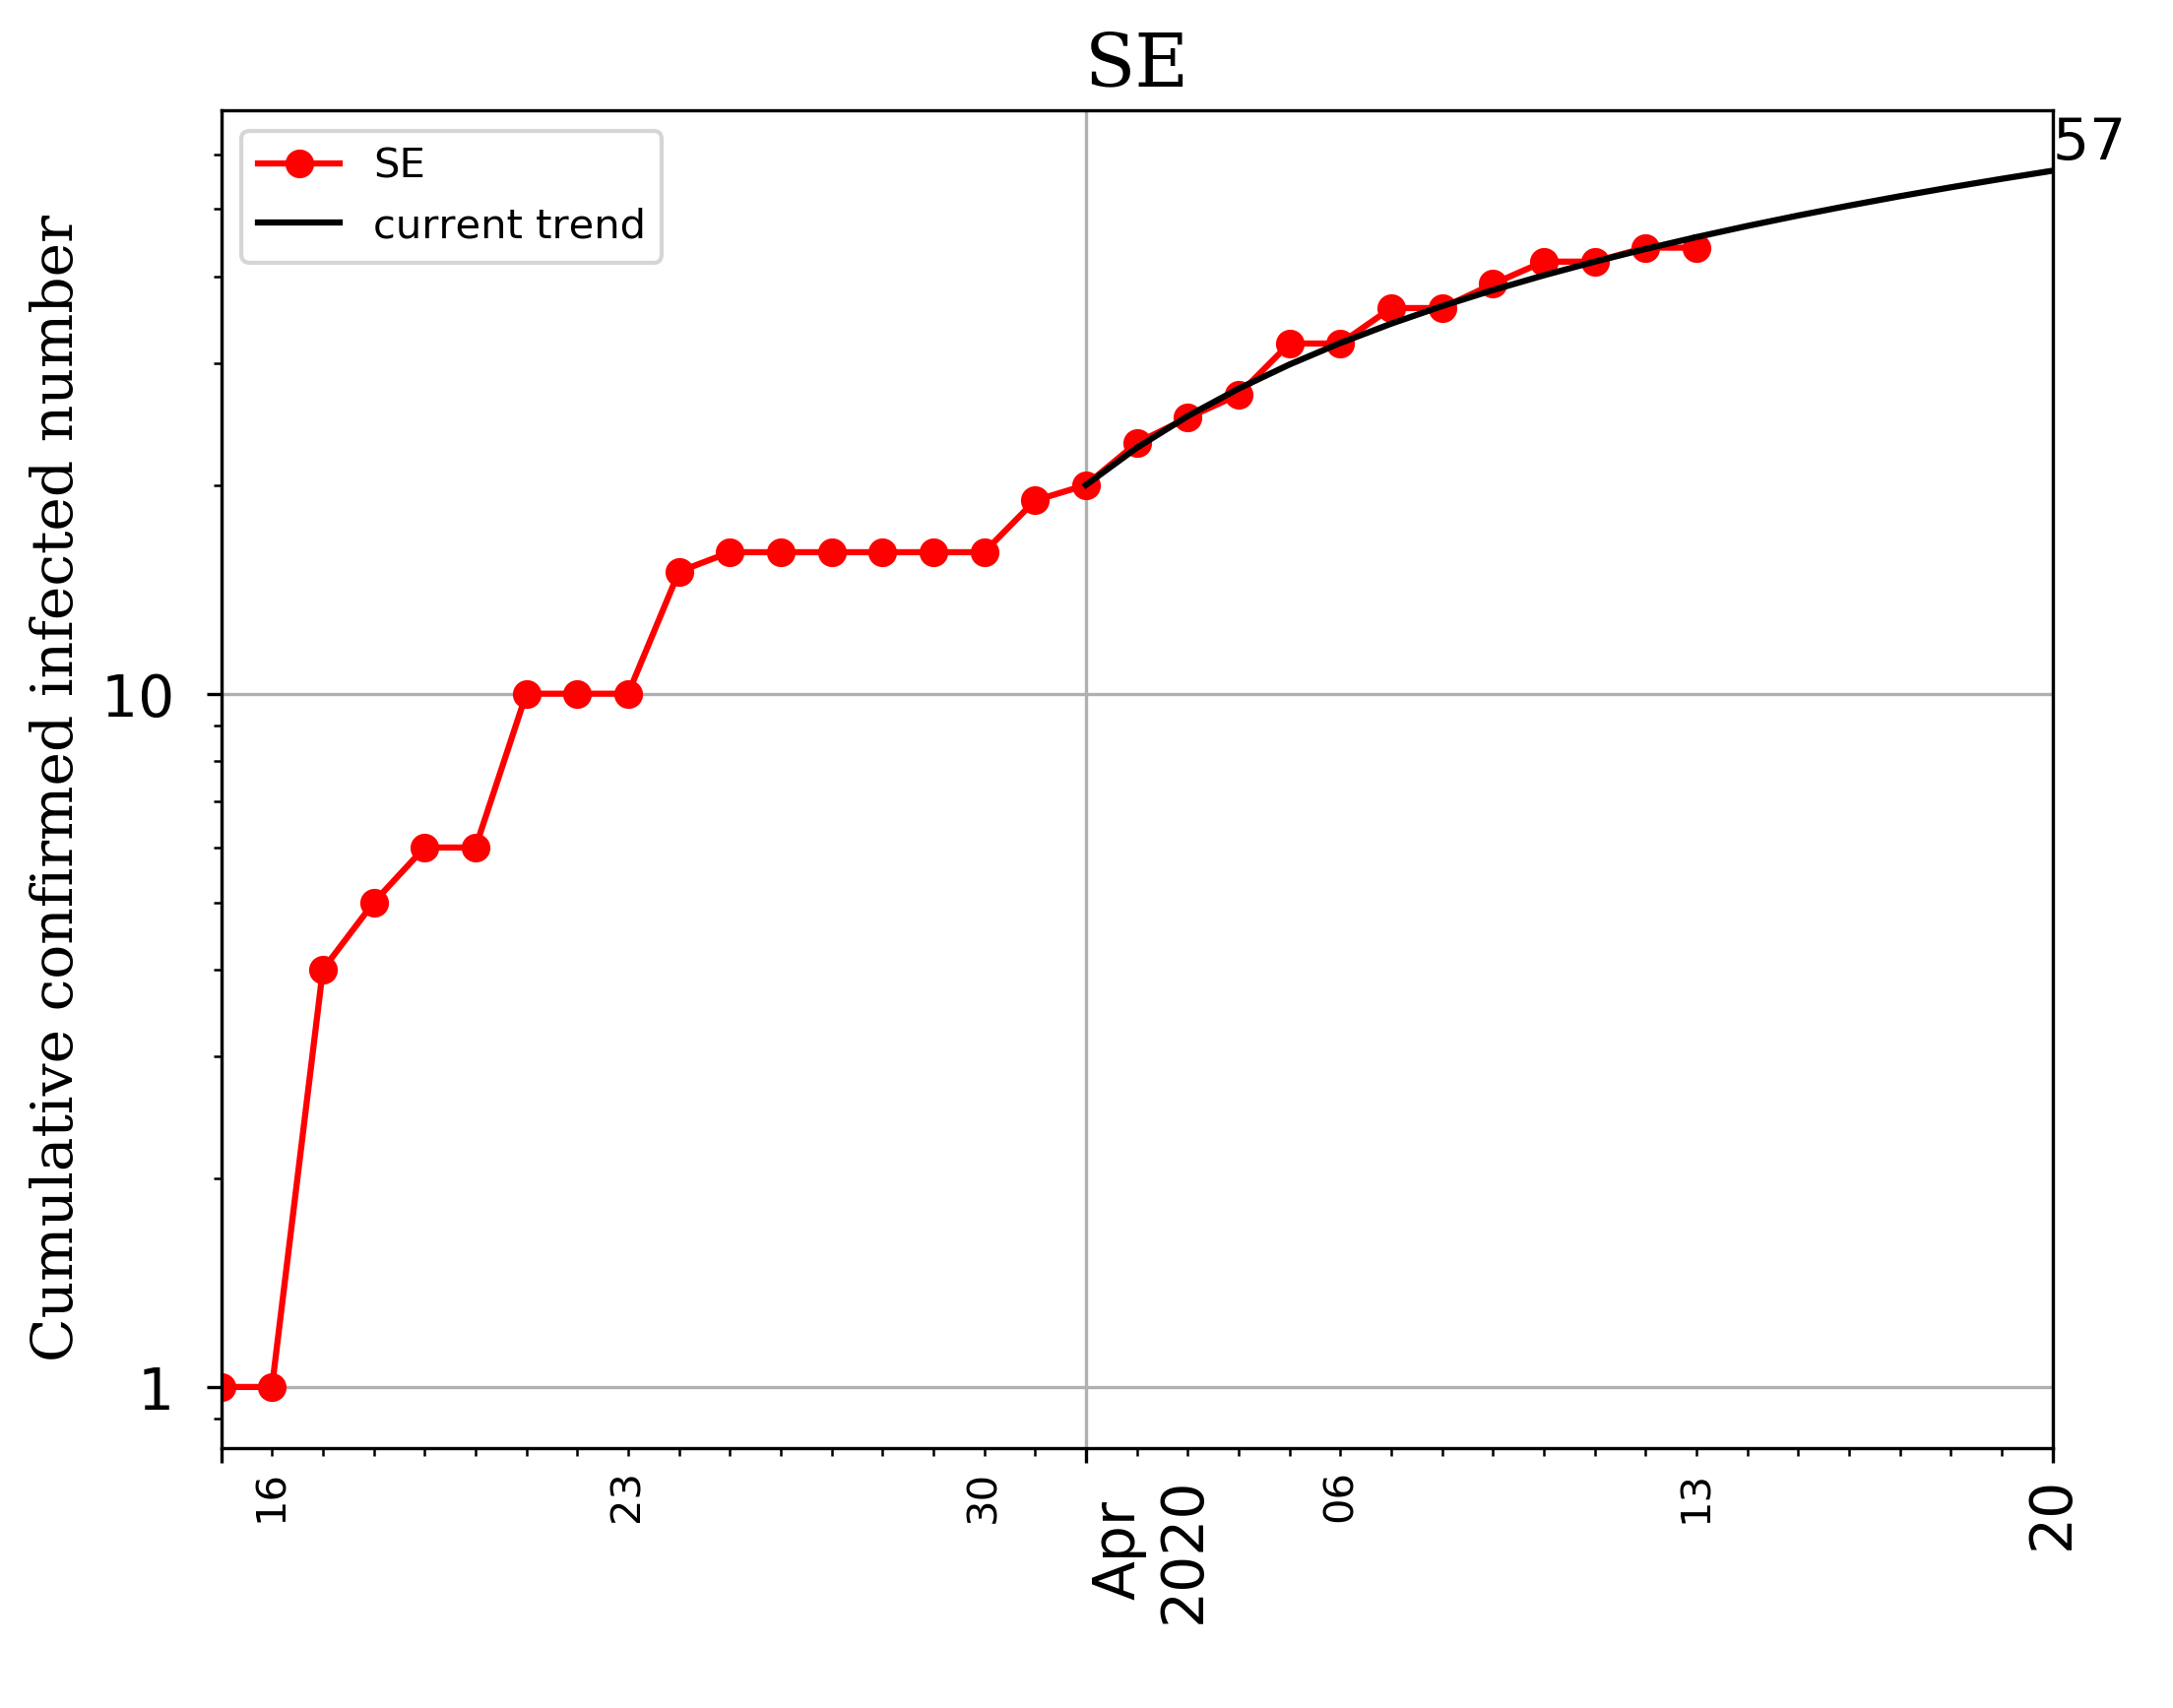 SE
57
SE
current trend
Cumulative confirmed infected number
10
1
16
23
30
Apr
2020
06
13
20